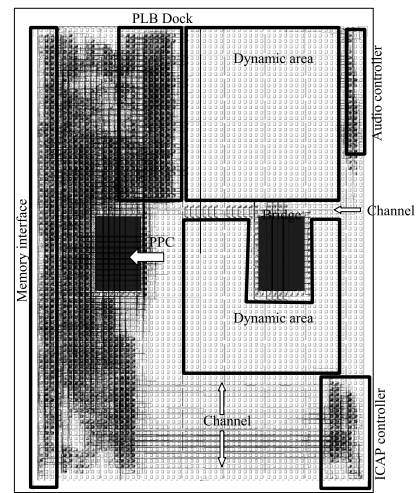 PLB Dock
Dynamic area
Audio controller
Channel
Bridge
PPC
Memory interface
Dynamic area
Channel
ICAP controller